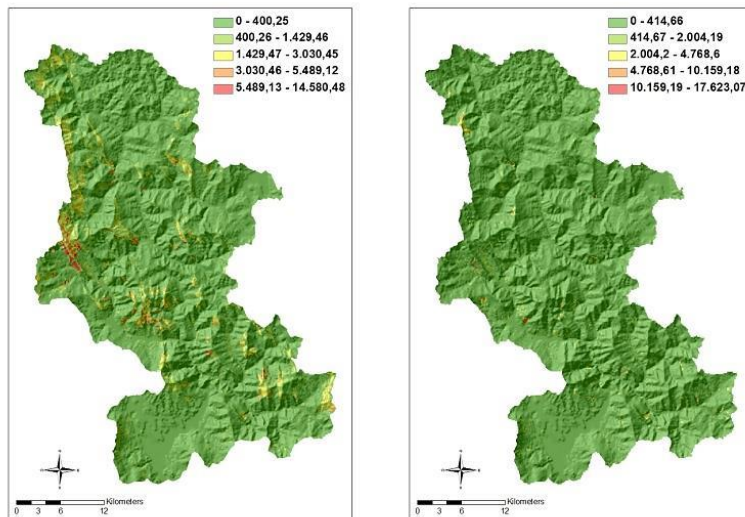 0 - 400,25
400,26 - 1.429,46
1.429,47 - 3.030,45
3.030,46 - 5.489,12
5.489,13 - 14.580,48
Kilometers
0 3 6 12
0 - 414,66
414,67 - 2.004,19
2.004,2 - 4.768,6
4.768,61 - 10.159,18
10.159,19 - 17.623,07
Kilometers
0 3 6 12